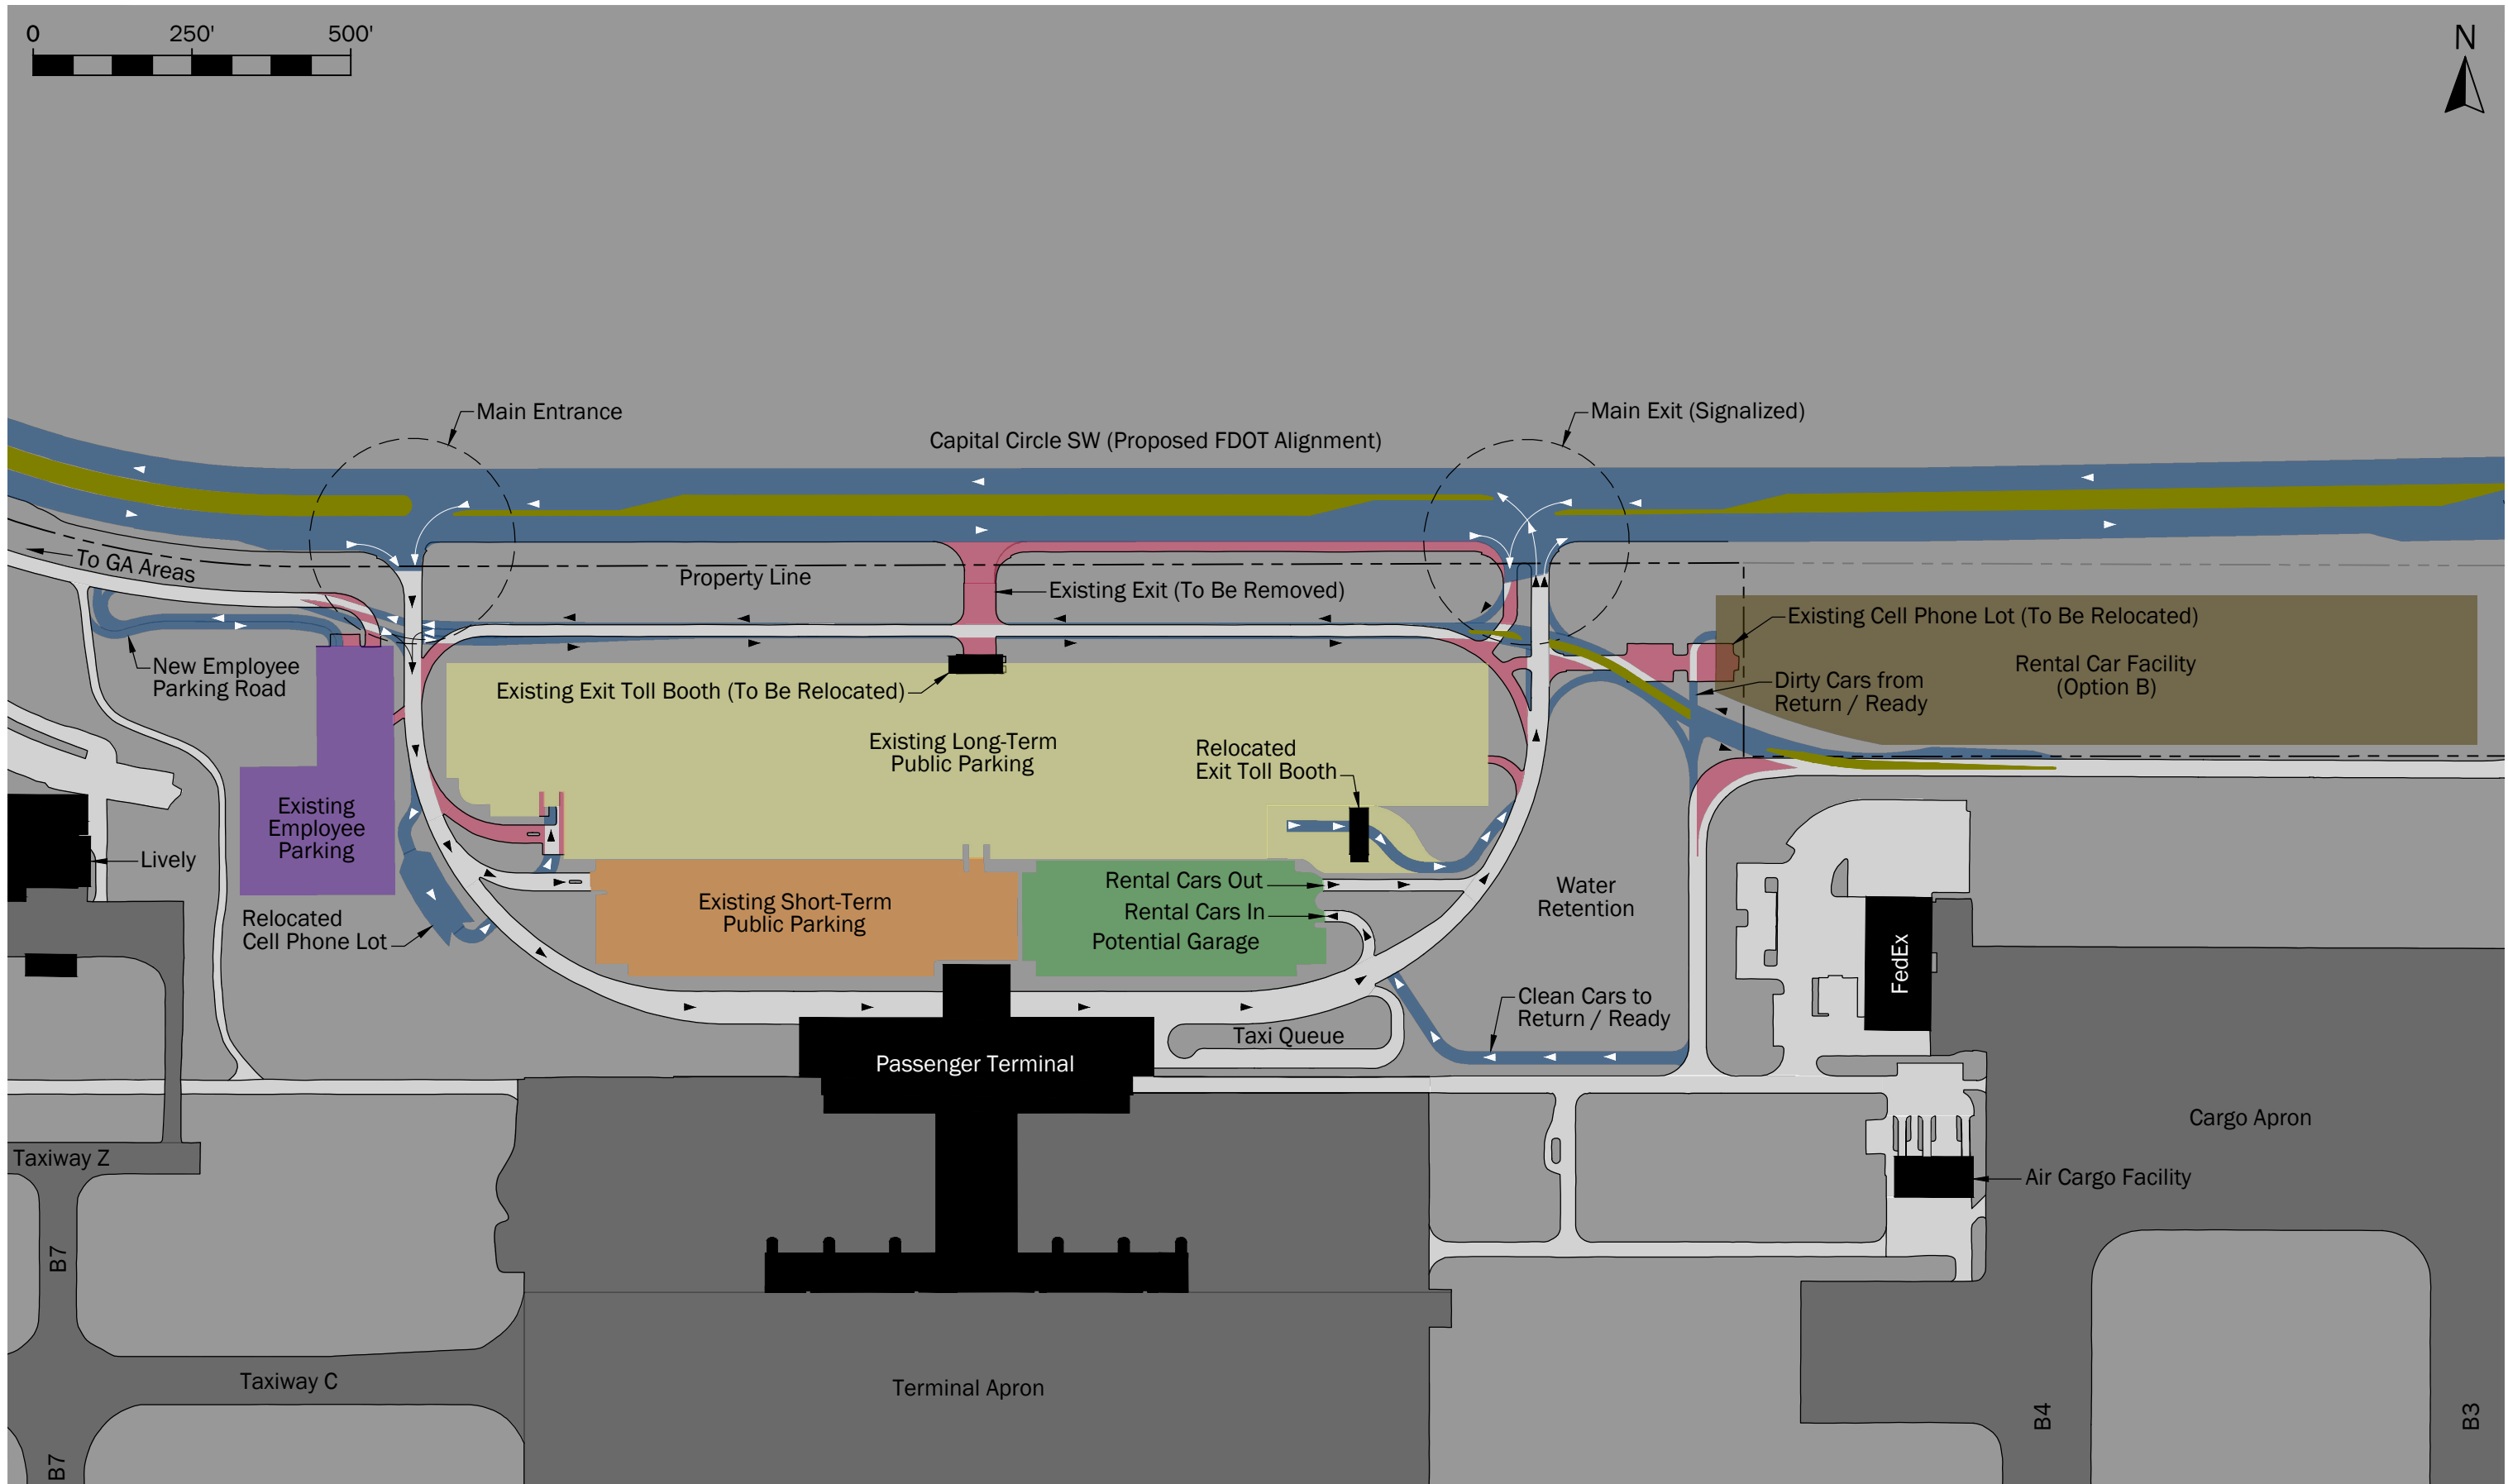 0 250' 500'
N
Main Entrance
Main Exit (Signalized)
Capital Circle SW (Proposed FDOT Alignment)
To GA Areas
Property Line
Existing Exit (To Be Removed)
Existing Cell Phone Lot (To Be Relocated)
New Employee
Parking Road
Existing Exit Toll Booth (To Be Relocated)
Rental Car Facility
(Option B)
Dirty Cars from
Return / Ready
Existing Long-Term
Public Parking
Relocated
Exit Toll Booth
Existing
Employee
Parking
Lively
Relocated
Cell Phone Lot
Existing Short-Term
Public Parking
Rental Cars Out
Rental Cars In
Potential Garage
Water
Retention
FedEx
Clean Cars to
Return / Ready
Taxi Queue
Passenger Terminal
Cargo Apron
Taxiway Z
Air Cargo Facility
B7
Taxiway C
Terminal Apron
B7
B4
B3